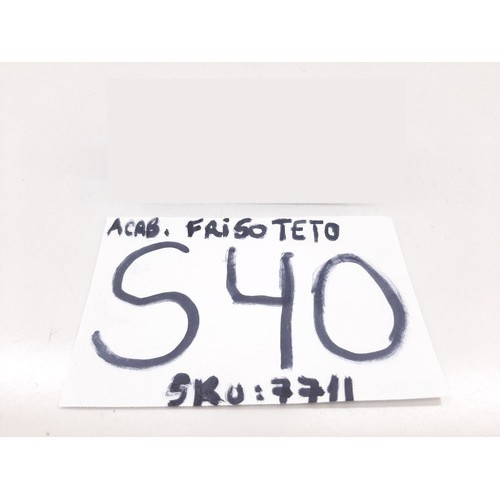 ACAB. FRISO TETO
S40
SKU:7711